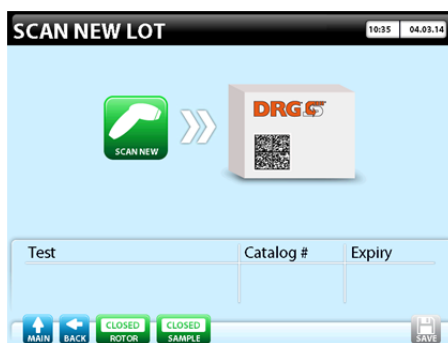 SCAN NEW LOT
10:35 04.03.14
SCAN NEW
DRG
Test Catalog # Expiry
MAIN BACK CLOSED ROTOR CLOSED SAMPLE SAVE